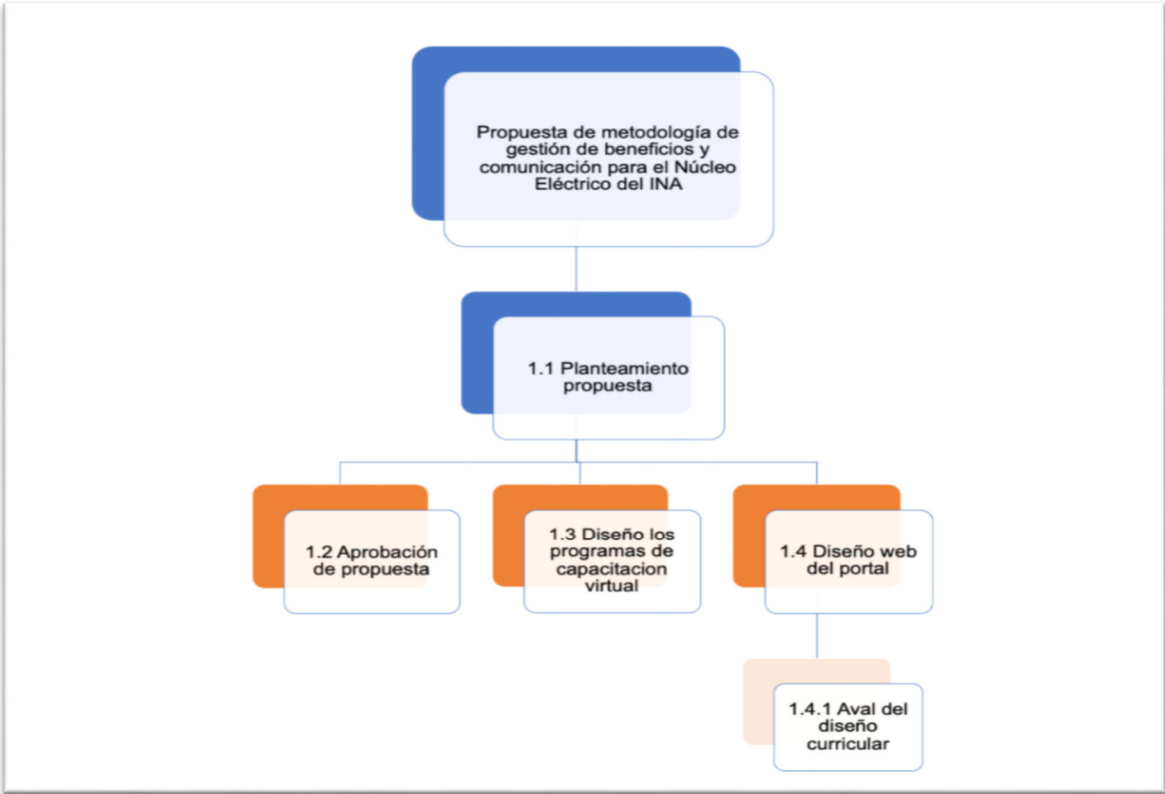 Propuesta de metodología de
gestión de beneficios y
comunicación para el Núcleo
Eléctrico del INA
1.1 Planteamiento
propuesta
1.2 Aprobación
de propuesta
1.3 Diseño los
programas de
capacitacion
virtual
1.4 Diseño web
del portal
1.4.1 Aval del
diseño
curricular